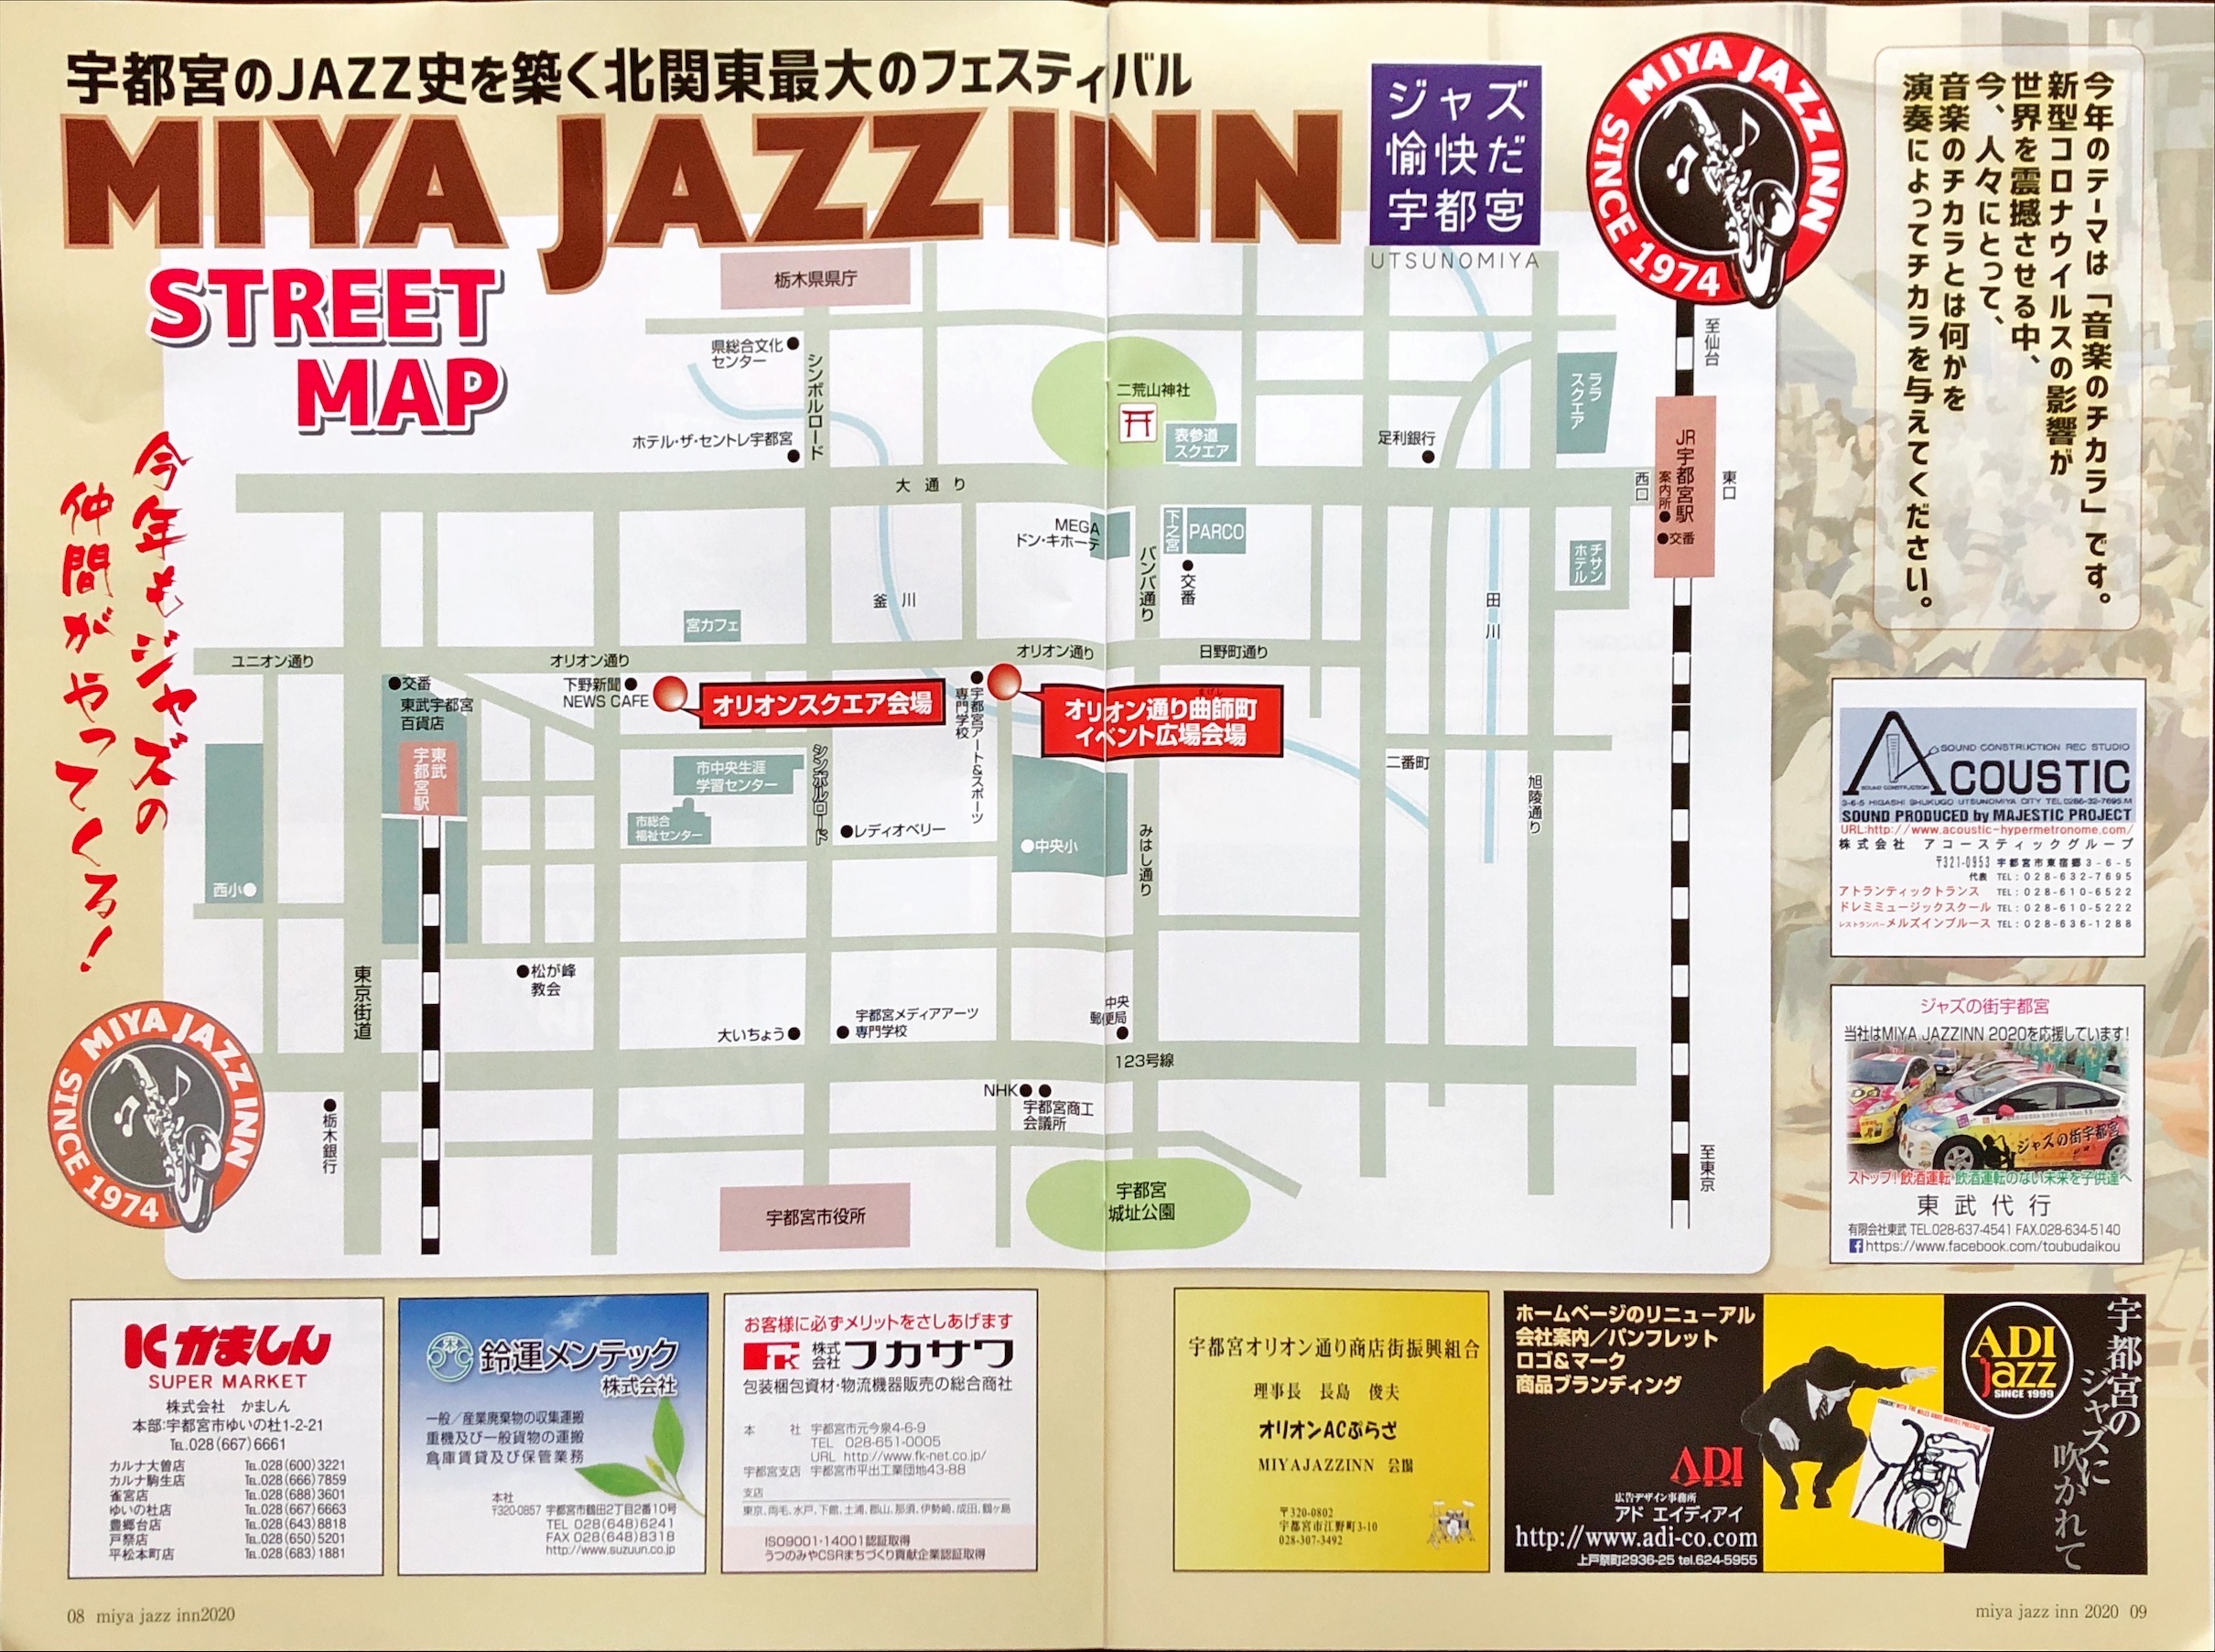 宇都宮のJAZZ史を築く北関東最大のフェスティバル
MIYA JAZZ INN
STREET
MAP
ジャズ
愉快だ
宇都宮
UTSUNOMIYA
MIYA JAZZ INN
SINCE 1974
今年のテーマは「音楽のチカラ」です。
新型コロナウイルスの影響が
世界を震撼させる中、
今、人々にとって、
音楽のチカラとは何かを
演奏によってチカラを与えてください。
今年もジャズの
仲間がやってくる!
栃木県県庁
県総合文化
センター
シンボルロード
ホテル・ザ・セントレ宇都宮
二荒山神社
表参道
スクエア
足利銀行
ララ
スクエア
至仙台
JR宇都宮駅
案内所
交番
西口
東口
大通り
MEGA
ドン・キホーテ
下之宮
PARCO
バンバ通り
交番
チサン
ホテル
釜川
田川
宮カフェ
ユニオン通り
オリオン通り
オリオン通り
日野町通り
交番
東武宇都宮
百貨店
東武
宇都宮駅
下野新聞
NEWS CAFE
オリオンスクエア会場
宇都宮アート&スポーツ
専門学校
まげし
オリオン通り曲師町
イベント広場会場
市中央生涯
学習センター
市総合
福祉センター
シンボルロード
レディオベリー
中央小
みはし通り
二番町
旭陵通り
西小
東京街道
松が峰
教会
大いちょう
宇都宮メディアアーツ
専門学校
中央
郵便局
123号線
NHK
宇都宮商工
会議所
栃木銀行
宇都宮市役所
宇都宮
城址公園
至東京
MIYA JAZZ INN
SINCE 1974
SOUND CONSTRUCTION REC STUDIO
ACOUSTIC
SOUND CONSTRUCTION
3-6-5 HIGASHI SHUKUGO UTSUNOMIYA CITY TEL0286-32-7695.M
SOUND PRODUCED by MAJESTIC PROJECT
URL:http://www.acoustic-hypermetronome.com/
株式会社 アコースティックグループ
〒321-0953 宇都宮市東宿郷3-6-5
代表 TEL:028-632-7695
アトランティックトランス TEL:028-610-6522
ドレミミュージックスクール TEL:028-610-5222
レストランバーメルズインブルース TEL:028-636-1288
ジャズの街宇都宮
当社はMIYA JAZZINN 2020を応援しています!
ジャズの街宇都宮
ストップ!飲酒運転・飲酒運転のない未来を子供達へ
東武代行
有限会社東武 TEL.028-637-4541 FAX.028-634-5140
https://www.facebook.com/toubudaikou
かましん
SUPER MARKET
株式会社 かましん
本部:宇都宮市ゆいの杜1-2-21
TEL.028(667)6661
カルナ大曽店 TEL.028(600)3221
カルナ駒生店 TEL.028(666)7859
雀宮店 TEL.028(688)3601
ゆいの杜店 TEL.028(667)6663
豊郷台店 TEL.028(643)8818
戸祭店 TEL.028(650)5201
平松本町店 TEL.028(683)1881
鈴運メンテック
株式会社
一般/産業廃棄物の収集運搬
重機及び一般貨物の運搬
倉庫賃貸及び保管業務
本社
〒320-0857 宇都宮市鶴田2丁目2番10号
TEL 028(648)6241
FAX 028(648)8318
http://www.suzuun.co.jp
お客様に必ずメリットをさしあげます
fk 株式会社 フカサワ
包装梱包資材・物流機器販売の総合商社
本社 宇都宮市元今泉4-6-9
TEL 028-651-0005
URL http://www.fk-net.co.jp/
宇都宮支店 宇都宮市平出工業団地43-88
支店
東京、両毛、水戸、下館、土浦、郡山、那須、伊勢崎、成田、鶴ヶ島
ISO9001・14001認証取得
うつのみやCSRまちづくり貢献企業認証取得
宇都宮オリオン通り商店街振興組合
理事長 長島 俊夫
オリオンACぷらざ
MIYAJAZZINN 会場
〒320-0802
宇都宮市江野町3-10
028-307-3492
ホームページのリニューアル
会社案内/パンフレット
ロゴ&マーク
商品ブランディング
ADI
広告デザイン事務所
アド エイディアイ
http://www.adi-co.com
上戸祭町2936-25 tel.624-5955
ADI
jazz
SINCE 1999
宇都宮の
ジャズに
吹かれて
08 miya jazz inn2020
miya jazz inn 2020 09